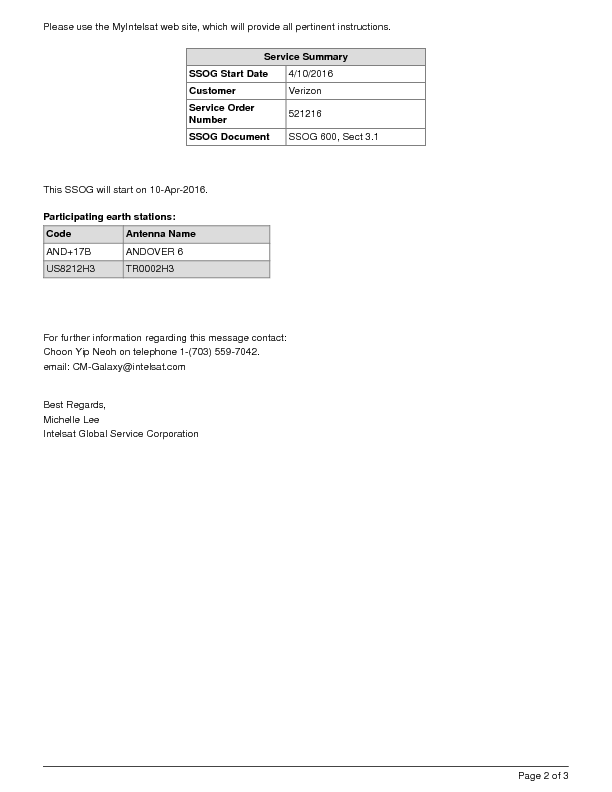 Please use the MyIntelsat web site, which will provide all pertinent instructions.
Service Summary
SSOG Start Date 4/10/2016
Customer Verizon
Service Order
Number 521216
SSOG Document SSOG 600, Sect 3.1
This SSOG will start on 10-Apr-2016.
Participating earth stations:
Code Antenna Name
AND+17B ANDOVER 6
US8212H3 TR0002H3
For further information regarding this message contact:
Choon Yip Neoh on telephone 1-(703) 559-7042.
email: CM-Galaxy@intelsat.com
Best Regards,
Michelle Lee
Intelsat Global Service Corporation
Page 2 of 3